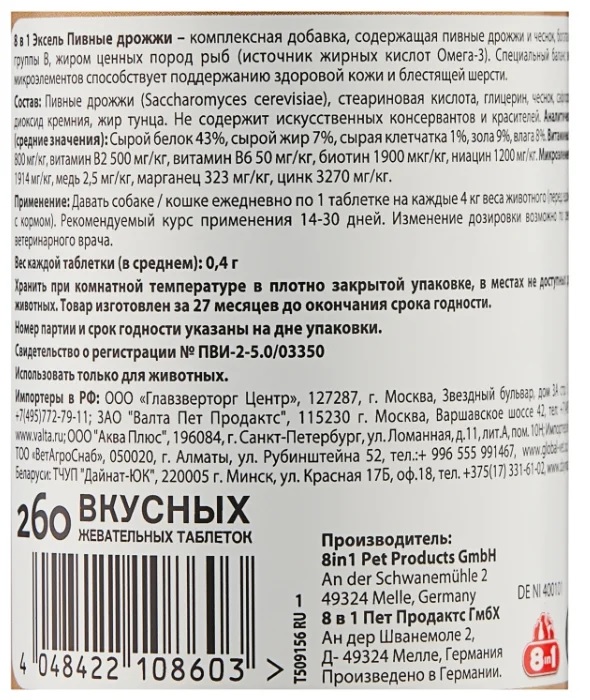 8 в 1 Эксель Пивные дрожжи – комплексная добавка, содержащая пивные дрожжи и чеснок,
группы В, жиром ценных пород рыб (источник жирных кислот Омега-3). Специальный
микроэлементов способствует поддержанию здоровой кожи и блестящей шерсти.
Состав: Пивные дрожжи (Saccharomyces cerevisiae), стеариновая кислота, глицерин, чеснок,
диоксид кремния, жир тунца. Не содержит искусственных консервантов и красителей.
(средние значения): Сырой белок 43%, сырой жир 7%, сырая клетчатка 1%, зола 9%, влага 8%.
800 мг/кг, витамин В2 500 мг/кг, витамин В6 50 мг/кг, биотин 1900 мкг/кг, ниацин 1200 мг/кг.
1914 мг/кг, медь 2,5 мг/кг, марганец 323 мг/кг, цинк 3270 мг/кг.
Применение: Давать собаке / кошке ежедневно по 1 таблетке на каждые 4 кг веса животного
с кормом). Рекомендуемый курс применения 14-30 дней. Изменение дозировки возможно по
ветеринарного врача.
Вес каждой таблетки (в среднем): 0,4 г
Хранить при комнатной температуре в плотно закрытой упаковке, в местах не доступных
животных. Товар изготовлен за 27 месяцев до окончания срока годности.
Номер партии и срок годности указаны на дне упаковки.
Свидетельство о регистрации № ПВИ-2-5.0/03350
Использовать только для животных.
Импортеры в РФ: ООО «Главзверторг Центр», 127287, г. Москва, Звездный бульвар, дом 3А
+7(495)772-79-11; ЗАО "Валта Пет Продактс", 115230 г. Москва, Варшавское шоссе 42,
www.valta.ru; ООО "Аква Плюс", 196084, г. Санкт-Петербург, ул. Ломанная, д.11, лит.А, пом. 10Н;
ТОО «ВетАгроСнаб», 050020, г. Алматы, ул. Рубинштейна 52, тел.:+ 996 555 991467,
Беларуси: ТЧУП "Дайнат-ЮК", 220005 г. Минск, ул. Красная 17Б, оф.18, тел. +375(17) 331-61-02,
260 ВКУСНЫХ
ЖЕВАТЕЛЬНЫХ ТАБЛЕТОК
4 048422 108603 >
T509156 RU 1
Производитель:
8in1 Pet Products GmbH
An der Schwanemühle 2
49324 Melle, Germany
8 в 1 Пет Продактс ГмбХ
Ан дер Шванемоле 2,
Д- 49324 Мелле, Германия
Произведено в Германии.
DE NI 400101
8in1